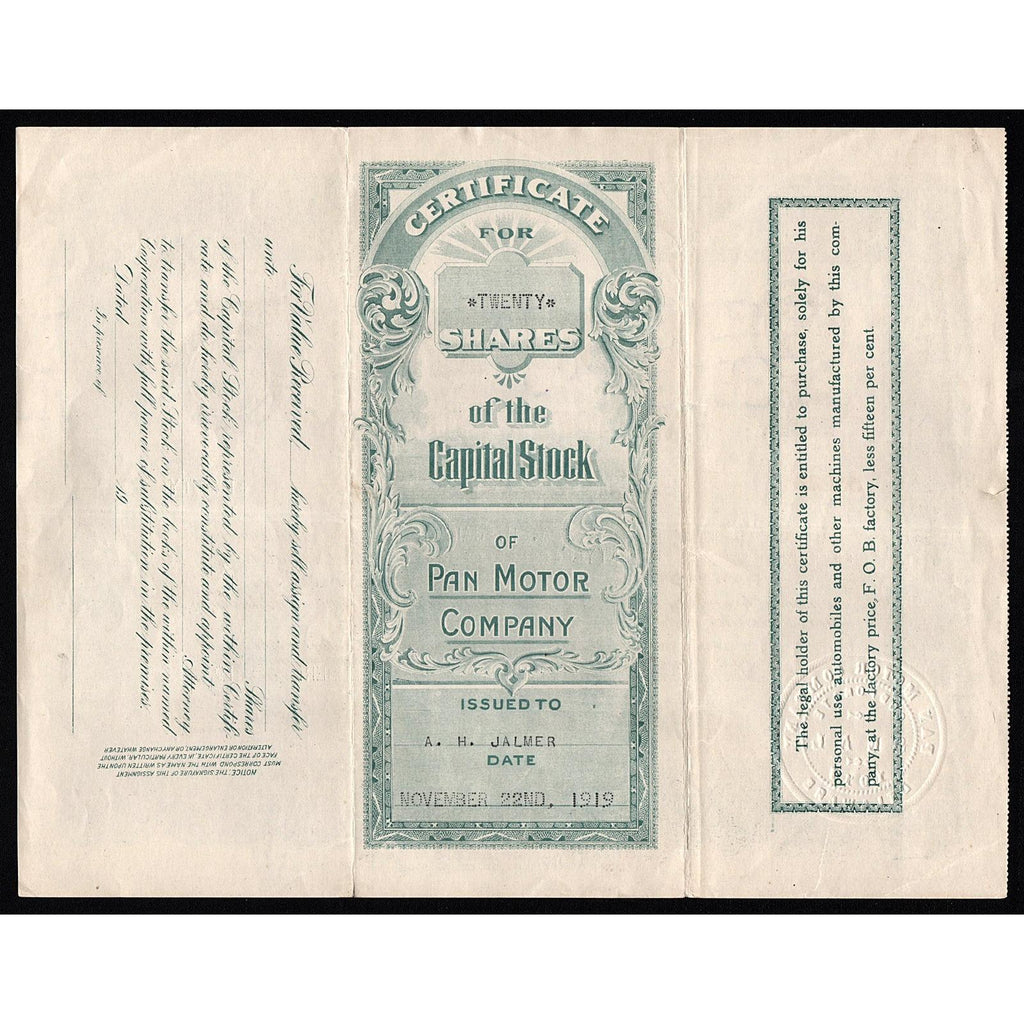 For Value Received, hereby sell, assign and transfer
unto
Shares
of the Capital Stock represented by the within Certifi-
cate and do hereby irrevocably constitute and appoint
Attorney
to transfer the said Stock on the books of the within named
Corporation with full power of substitution in the premises.
Dated 19
In presence of
NOTICE: THE SIGNATURE OF THIS ASSIGNMENT
MUST CORRESPOND WITH THE NAME AS WRITTEN UPON THE
FACE OF THE CERTIFICATE, IN EVERY PARTICULAR, WITHOUT
ALTERATION OR ENLARGEMENT, OR ANY CHANGE WHATEVER
CERTIFICATE
FOR
*TWENTY*
SHARES
of the
Capital Stock
OF
PAN MOTOR
COMPANY
ISSUED TO
A. H. JALMER
DATE
NOVEMBER 22ND, 1919
The legal holder of this certificate is entitled to purchase, solely for his
personal use, automobiles and other machines manufactured by this com-
pany, at the factory price, F. O. B. factory, less fifteen per cent